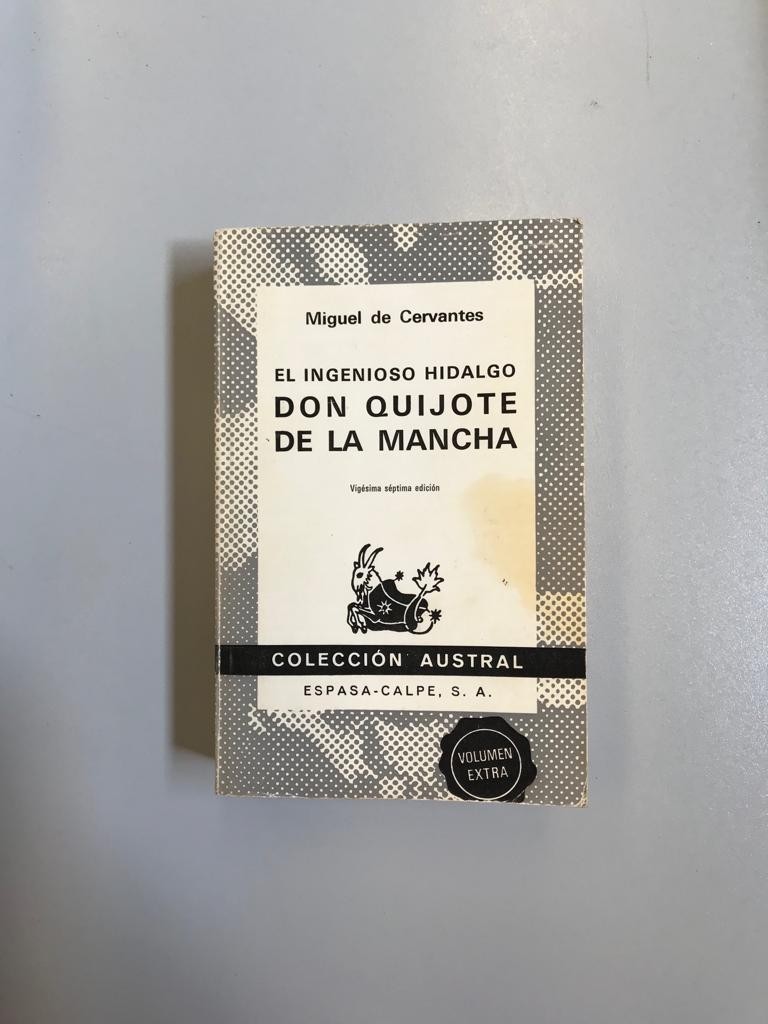 Miguel de Cervantes
EL INGENIOSO HIDALGO
DON QUIJOTE
DE LA MANCHA
Vigésima séptima edición
COLECCIÓN AUSTRAL
ESPASA-CALPE, S. A.
VOLUMEN
EXTRA